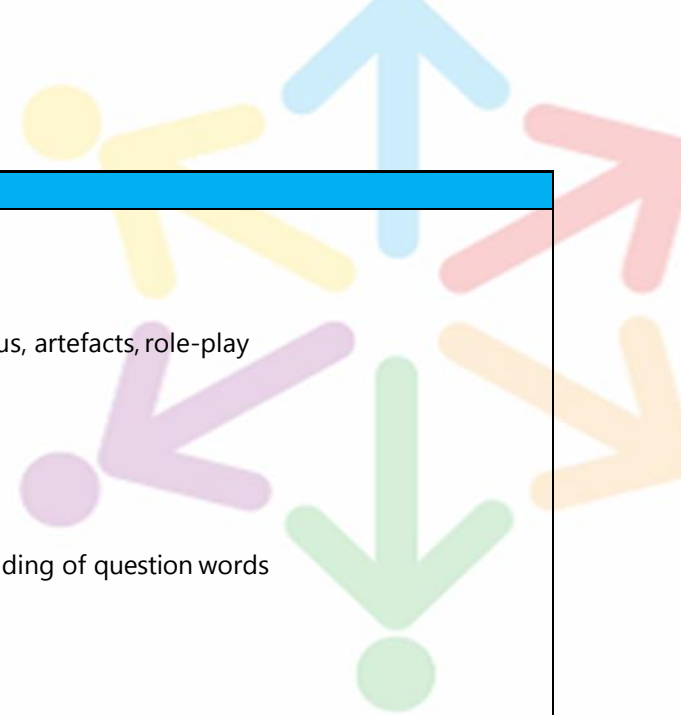 us, artefacts, role-play
ding of question words